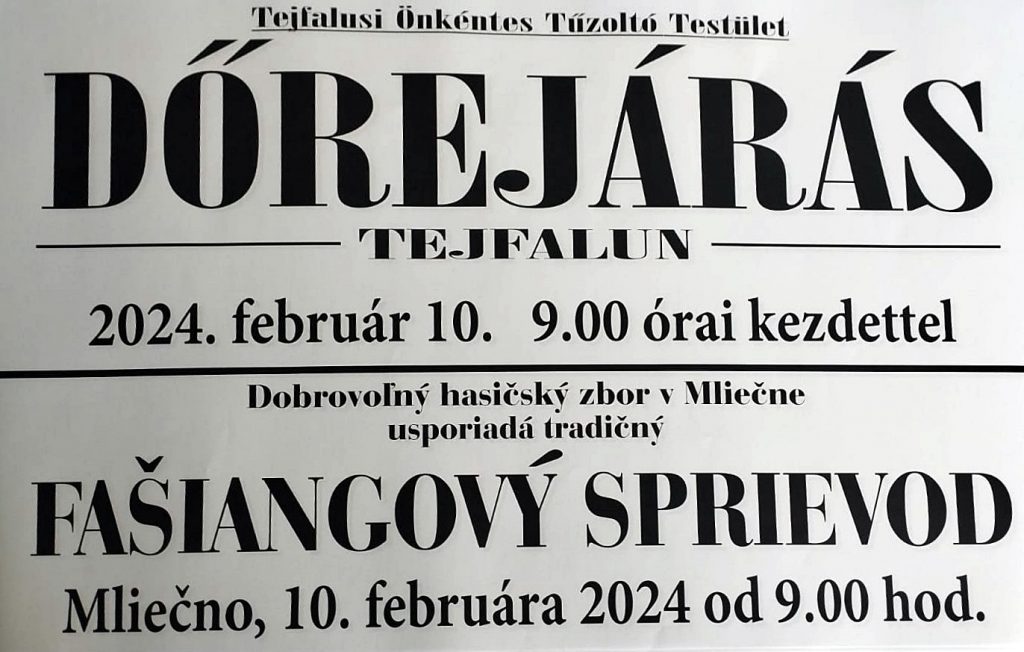 Tejfalusi Önkéntes Tűzoltó Testület
DŐREJÁRÁS
TEJFALUN
2024. február 10. 9.00 órai kezdettel
Dobrovoľný hasičský zbor v Mliečne
usporiadá tradičný
FAŠIANGOVÝ SPRIEVOD
Mliečno, 10. februára 2024 od 9.00 hod.